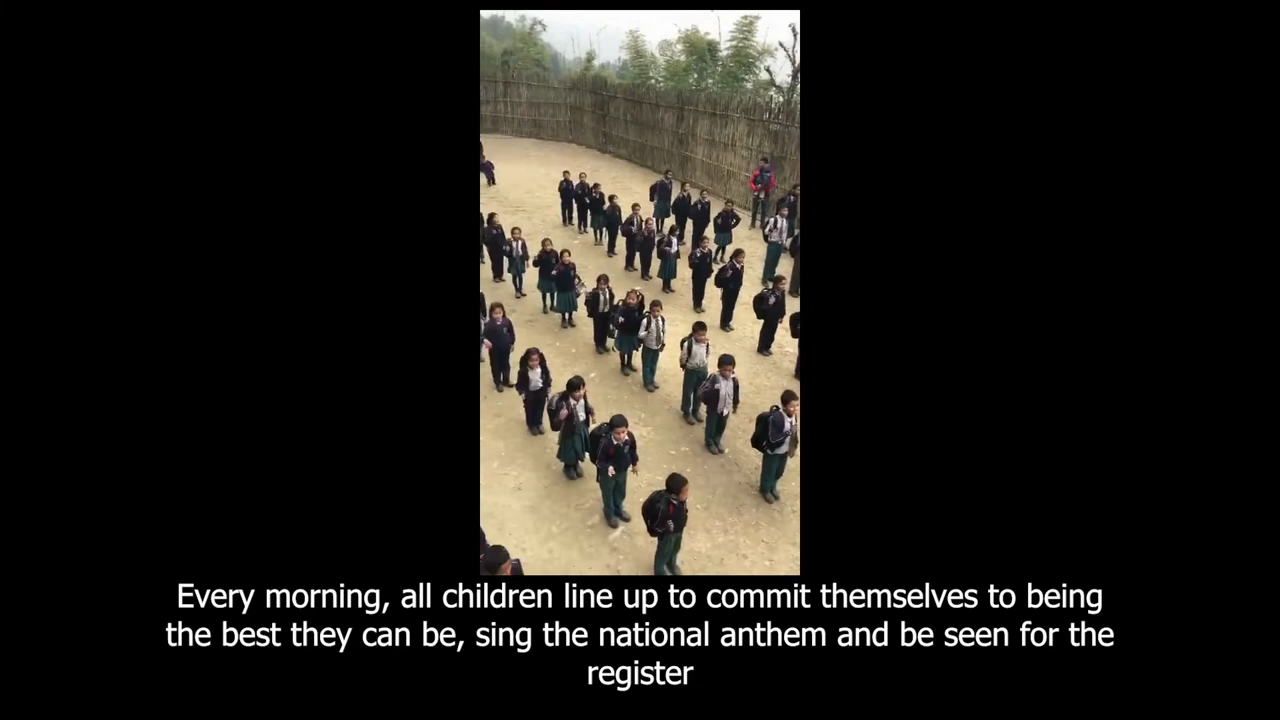 Every morning, all children line up to commit themselves to being
the best they can be, sing the national anthem and be seen for the
register